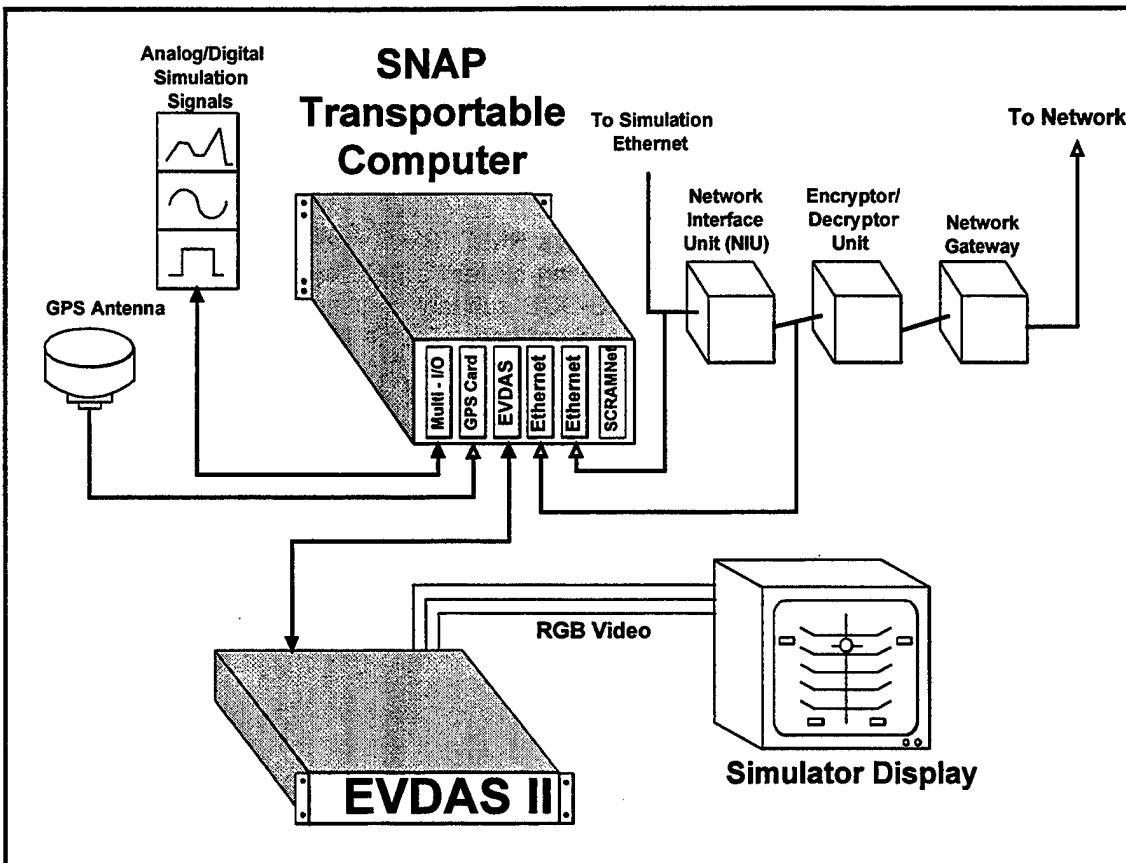 Analog/Digital
Simulation
Signals
SNAP
Transportable
Computer
To Simulation
Ethernet
To Network
Network
Interface
Unit (NIU)
Encryptor/
Decryptor
Unit
Network
Gateway
GPS Antenna
Multi - I/O
GPS Card
EVDAS
Ethernet
Ethernet
SCRAMNet
RGB Video
Simulator Display
EVDAS II